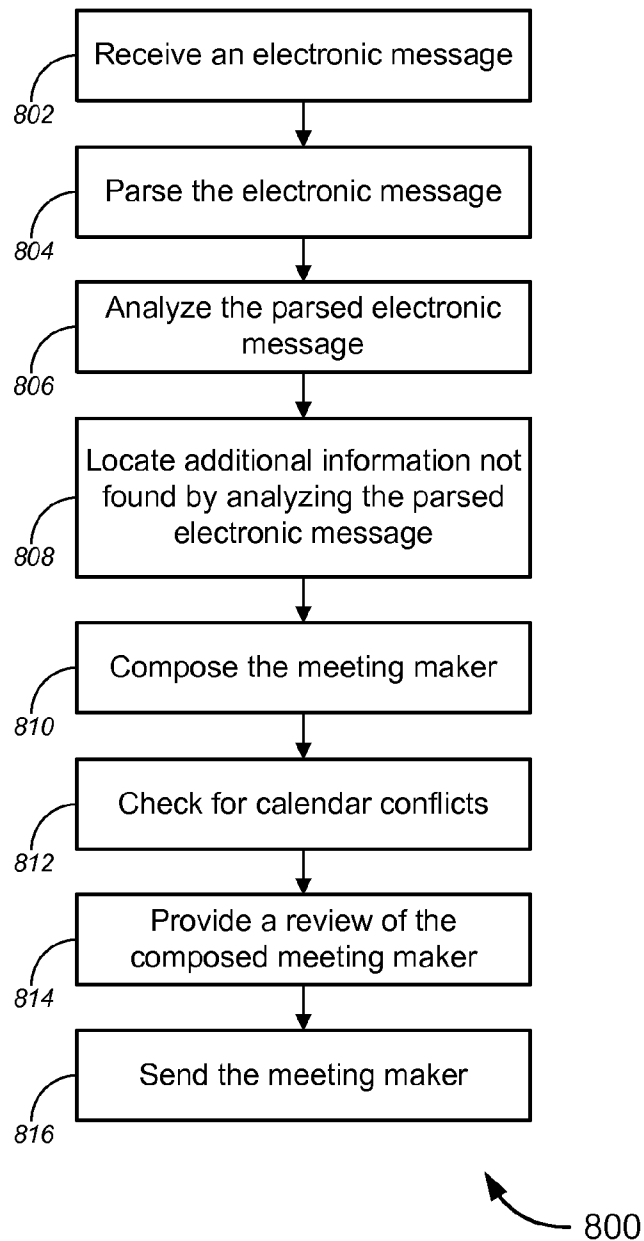 Receive an electronic message
802
Parse the electronic message
804
Analyze the parsed electronic
message
806
Locate additional information not
found by analyzing the parsed
electronic message
808
Compose the meeting maker
810
Check for calendar conflicts
812
Provide a review of the
composed meeting maker
814
Send the meeting maker
816
800